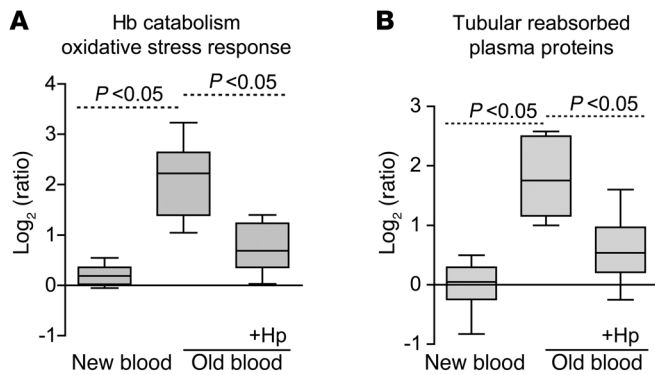 A
Hb catabolism
oxidative stress response
4
3
2
1
0
-1
Log2 (ratio)
P <0.05
P <0.05
+Hp
New blood
Old blood
B
Tubular reabsorbed
plasma proteins
3
2
1
0
-1
Log2 (ratio)
P <0.05
P <0.05
+Hp
New blood
Old blood